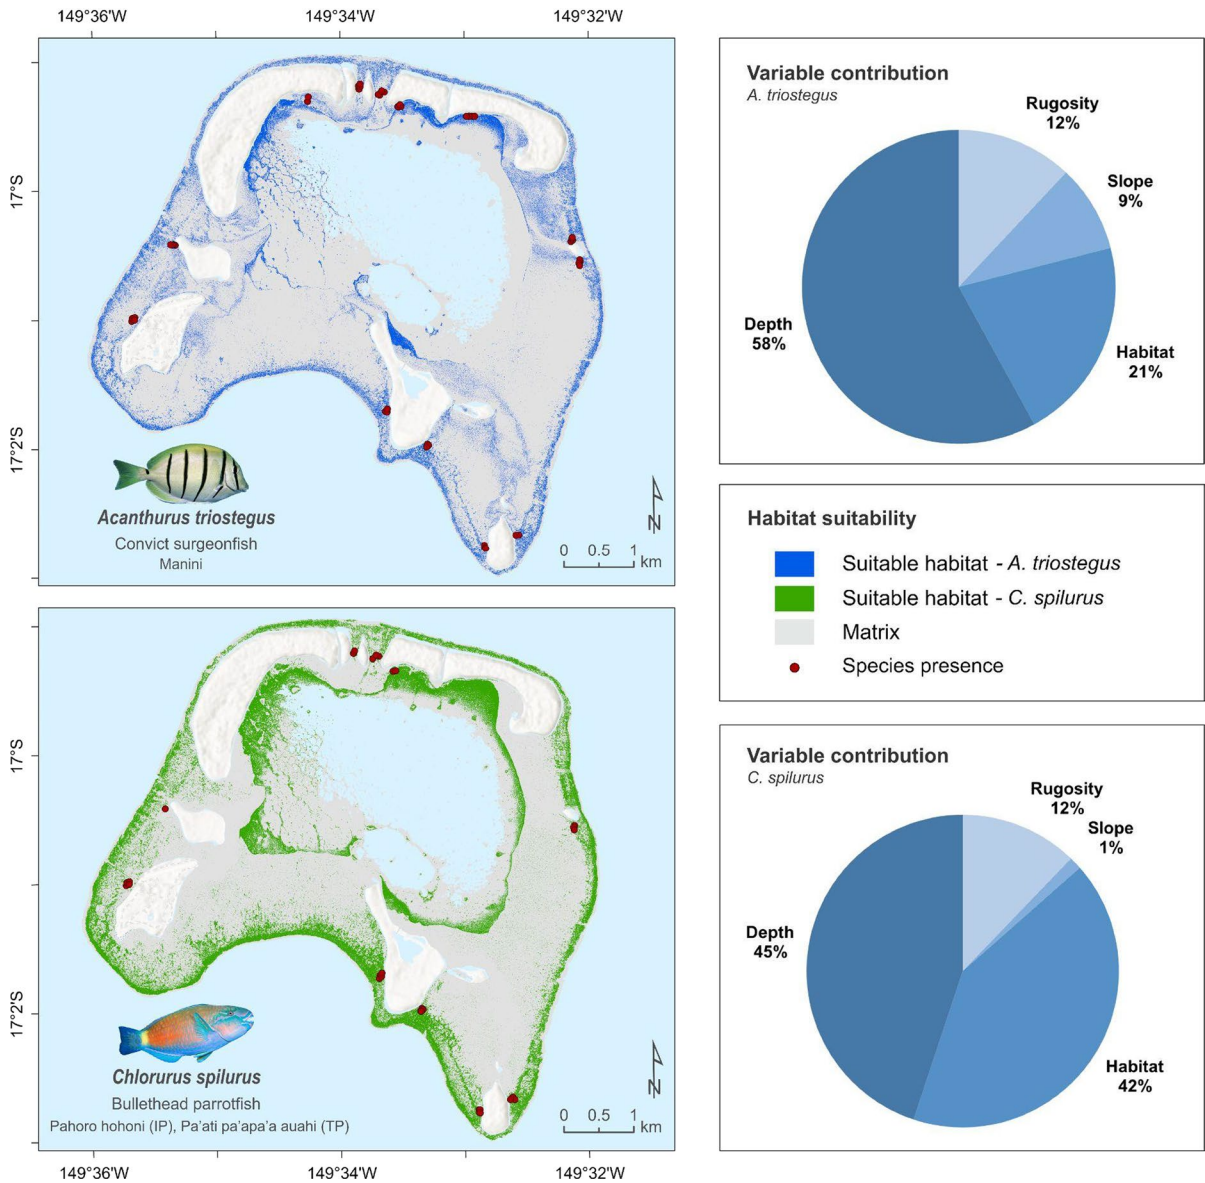 149°36'W
149°34'W
149°32'W
17°S
17°2'S
Acanthurus triostegus
Convict surgeonfish
Manini
N
0 0.5 1
km
Variable contribution
A. triostegus
Rugosity
12%
Slope
9%
Habitat
21%
Depth
58%
Habitat suitability
Suitable habitat - A. triostegus
Suitable habitat - C. spilurus
Matrix
Species presence
17°S
17°2'S
Chlorurus spilurus
Bullethead parrotfish
Pahoro hohoni (IP), Pa'ati pa'apa'a auahi (TP)
N
0 0.5 1
km
149°36'W
149°34'W
149°32'W
Variable contribution
C. spilurus
Rugosity
12%
Slope
1%
Depth
45%
Habitat
42%